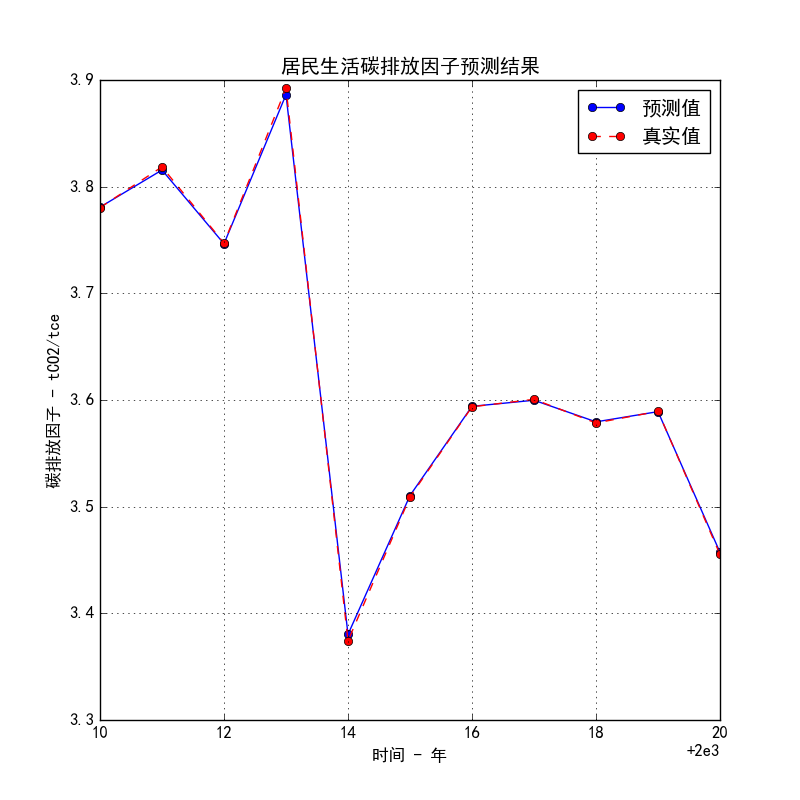 居民生活碳排放因子预测结果
预测值
真实值
3.9
3.8
3.7
3.6
3.5
3.4
3.3
碳排放因子 - tCO2/tce
10 12 14 16 18 20
+2e3
时间 - 年